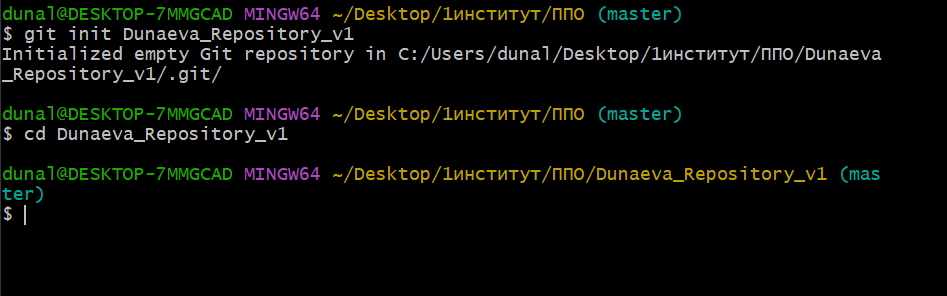 dunal@DESKTOP-7MMGCAD MINGW64 ~/Desktop/1институт/ППО (master)
$ git init Dunaeva_Repository_v1
Initialized empty Git repository in C:/Users/dunal/Desktop/1институт/ППО/Dunaeva
_Repository_v1/.git/
dunal@DESKTOP-7MMGCAD MINGW64 ~/Desktop/1институт/ППО (master)
$ cd Dunaeva_Repository_v1
dunal@DESKTOP-7MMGCAD MINGW64 ~/Desktop/1институт/ППО/Dunaeva_Repository_v1 (mas
ter)
$